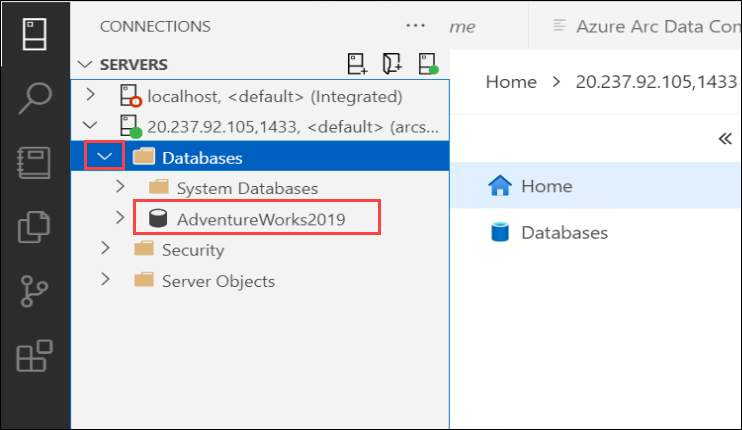 CONNECTIONS
... me
Azure Arc Data Con
SERVERS
localhost, <default> (Integrated)
20.237.92.105,1433, <default> (arcs...
Databases
System Databases
AdventureWorks2019
Security
Server Objects
Home > 20.237.92.105,1433
«
Home
Databases